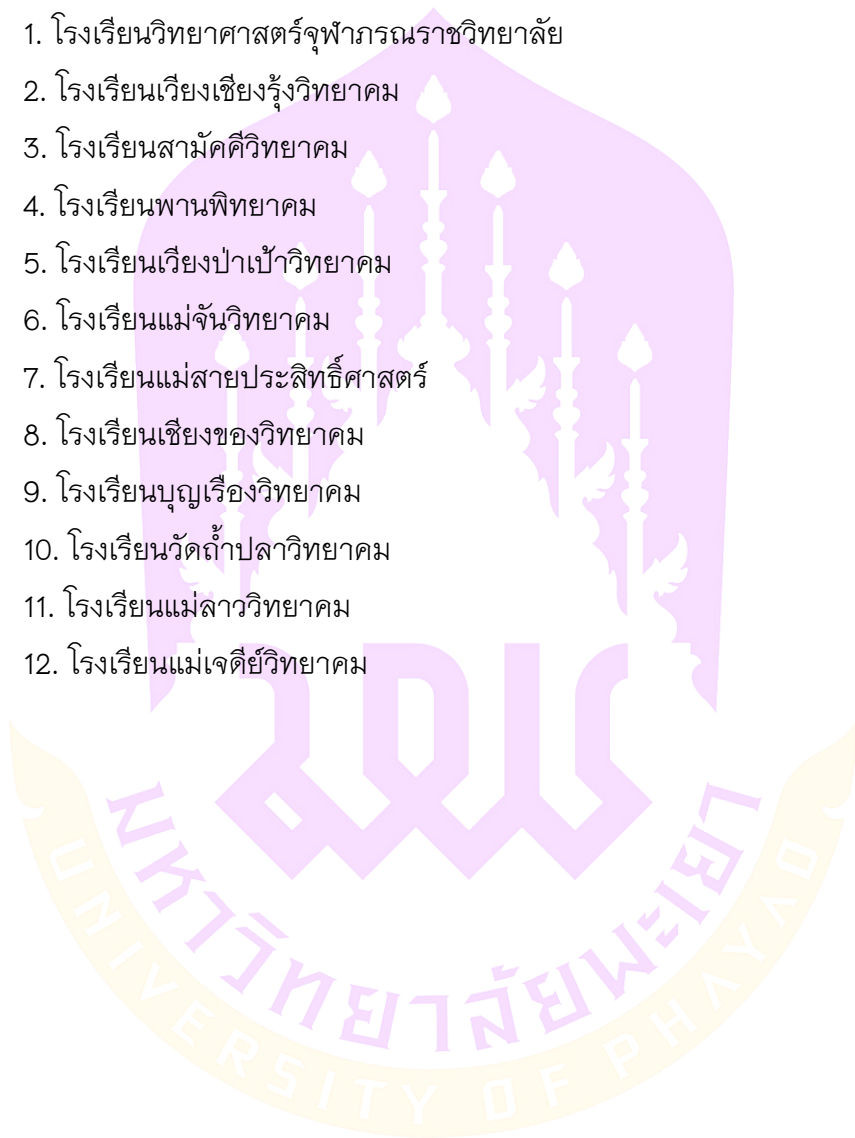 1. โรงเรียนวิทยาศาสตร์จุฬาภรณราชวิทยาลัย
2. โรงเรียนเวียงเชียงรุ้งวิทยาคม
3. โรงเรียนสามัคคีวิทยาคม
4. โรงเรียนพานพิทยาคม
5. โรงเรียนเวียงป่าเป้าวิทยาคม
6. โรงเรียนแม่จันวิทยาคม
7. โรงเรียนแม่สายประสิทธิ์ศาสตร์
8. โรงเรียนเชียงของวิทยาคม
9. โรงเรียนบุญเรืองวิทยาคม
10. โรงเรียนวัดถ้ำปลาวิทยาคม
11. โรงเรียนแม่ลาววิทยาคม
12. โรงเรียนแม่เจดีย์วิทยาคม
มพ
มหาวิทยาลัยพะเยา
UNIVERSITY OF PHAYAO